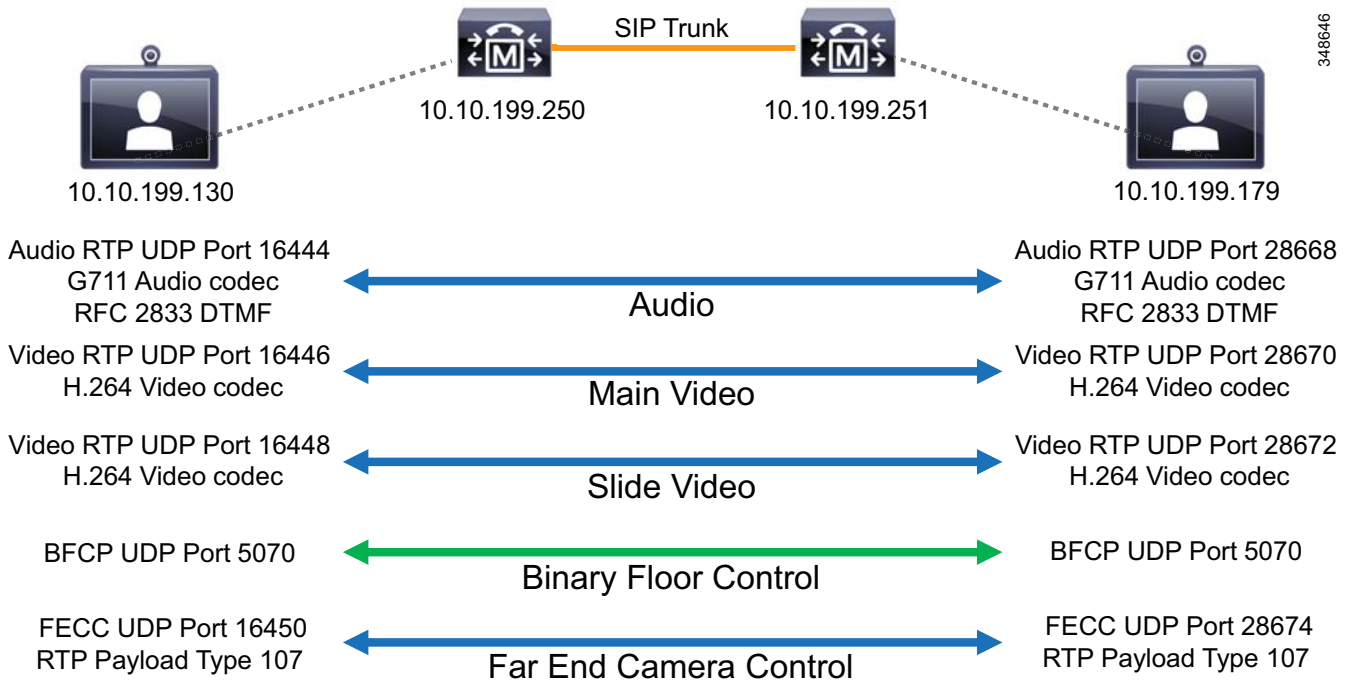 SIP Trunk
348646
M
M
10.10.199.250
10.10.199.251
10.10.199.130
10.10.199.179
Audio RTP UDP Port 16444
G711 Audio codec
RFC 2833 DTMF
Audio
Audio RTP UDP Port 28668
G711 Audio codec
RFC 2833 DTMF
Video RTP UDP Port 16446
H.264 Video codec
Main Video
Video RTP UDP Port 28670
H.264 Video codec
Video RTP UDP Port 16448
H.264 Video codec
Slide Video
Video RTP UDP Port 28672
H.264 Video codec
BFCP UDP Port 5070
Binary Floor Control
BFCP UDP Port 5070
FECC UDP Port 16450
RTP Payload Type 107
Far End Camera Control
FECC UDP Port 28674
RTP Payload Type 107